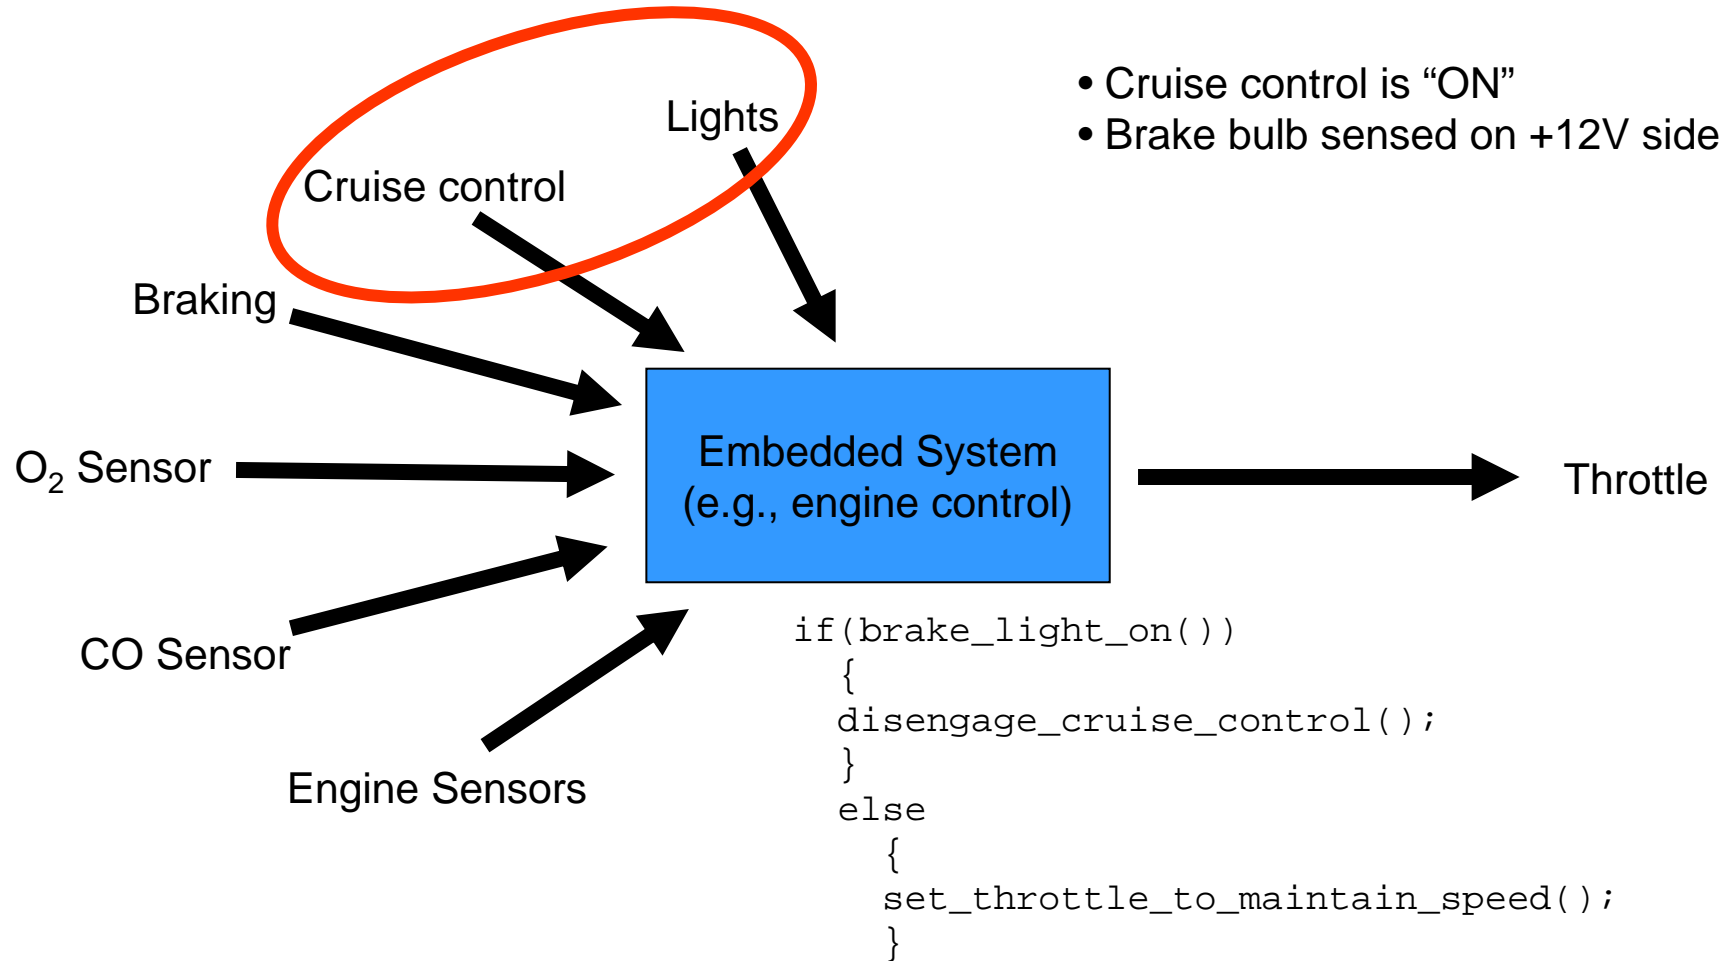 • Cruise control is “ON”
• Brake bulb sensed on +12V side
Lights
Cruise control
Braking
O₂ Sensor
CO Sensor
Engine Sensors
Embedded System
(e.g., engine control)
Throttle
if(brake_light_on())
{
disengage_cruise_control();
}
else
{
set_throttle_to_maintain_speed();
}